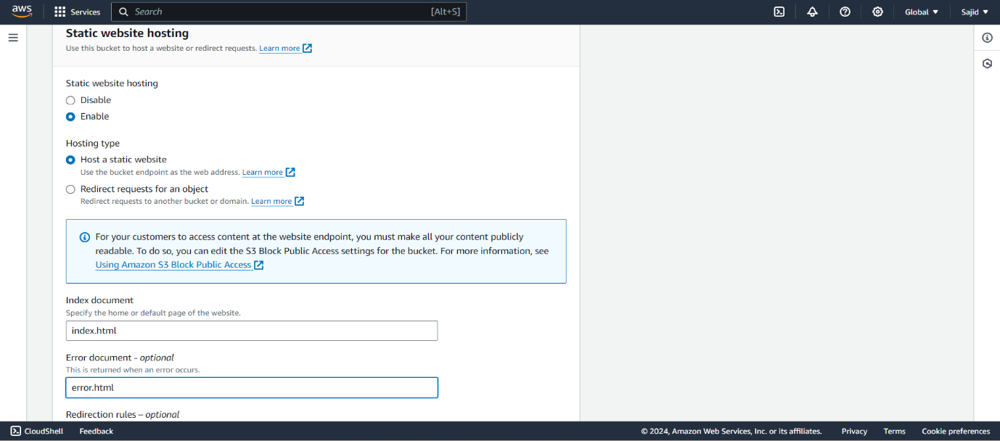 aws
Services
Search
[Alt+S]
Global
Sajid
Static website hosting
Use this bucket to host a website or redirect requests. Learn more
Static website hosting
Disable
Enable
Hosting type
Host a static website
Use the bucket endpoint as the web address. Learn more
Redirect requests for an object
Redirect requests to another bucket or domain. Learn more
For your customers to access content at the website endpoint, you must make all your content publicly
readable. To do so, you can edit the S3 Block Public Access settings for the bucket. For more information, see
Using Amazon S3 Block Public Access
Index document
Specify the home or default page of the website.
index.html
Error document - optional
This is returned when an error occurs.
error.html
Redirection rules – optional
CloudShell
Feedback
© 2024, Amazon Web Services, Inc. or its affiliates.
Privacy
Terms
Cookie preferences